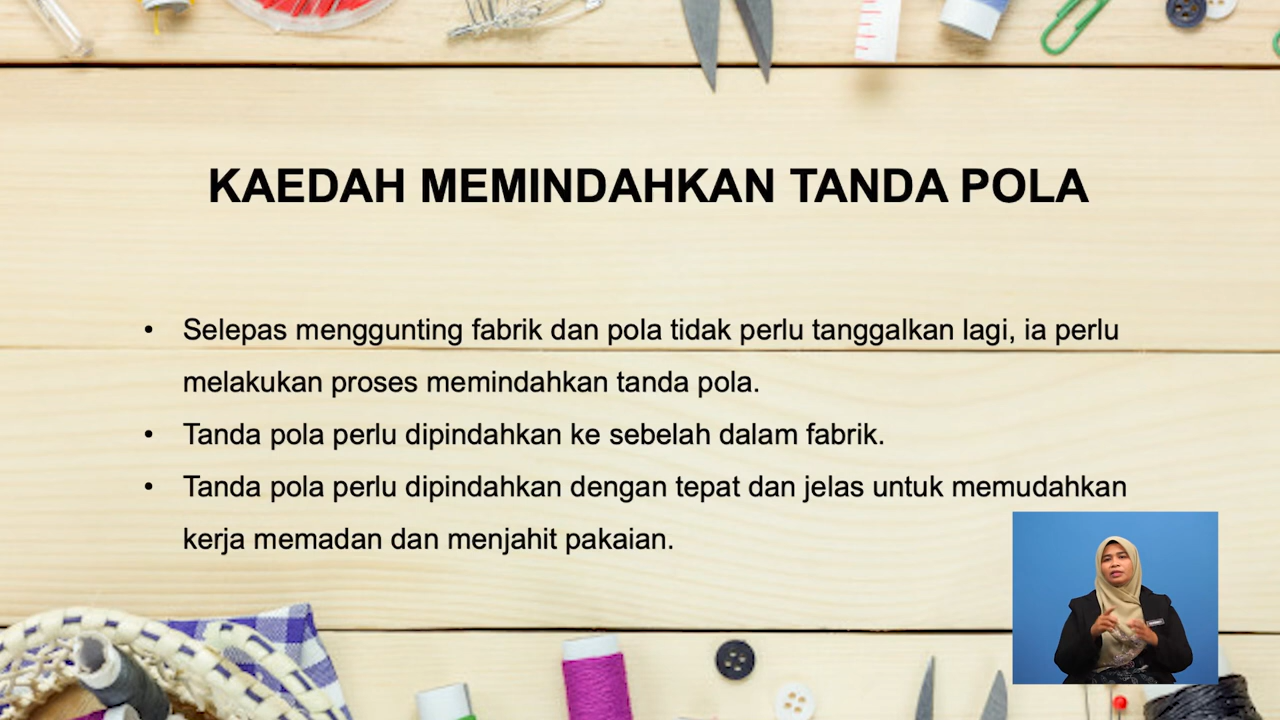 KAEDAH MEMINDAHKAN TANDA POLA
• Selepas menggunting fabrik dan pola tidak perlu tanggalkan lagi, ia perlu
melakukan proses memindahkan tanda pola.
• Tanda pola perlu dipindahkan ke sebelah dalam fabrik.
• Tanda pola perlu dipindahkan dengan tepat dan jelas untuk memudahkan
kerja memadan dan menjahit pakaian.